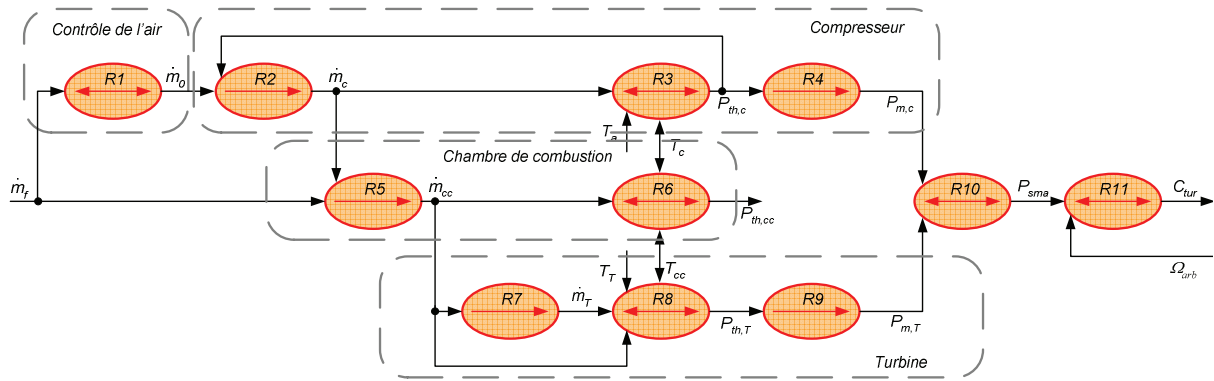 Contrôle de l'air
Compresseur
R1
ṁ0
R2
ṁc
R3
R4
Pth,c
Pm,c
Ta
Tc
Chambre de combustion
ṁf
R5
ṁcc
R6
Pth,cc
R10
Psma
R11
Ctur
Ωarb
TT
Tcc
R7
ṁT
R8
R9
Pth,T
Pm,T
Turbine